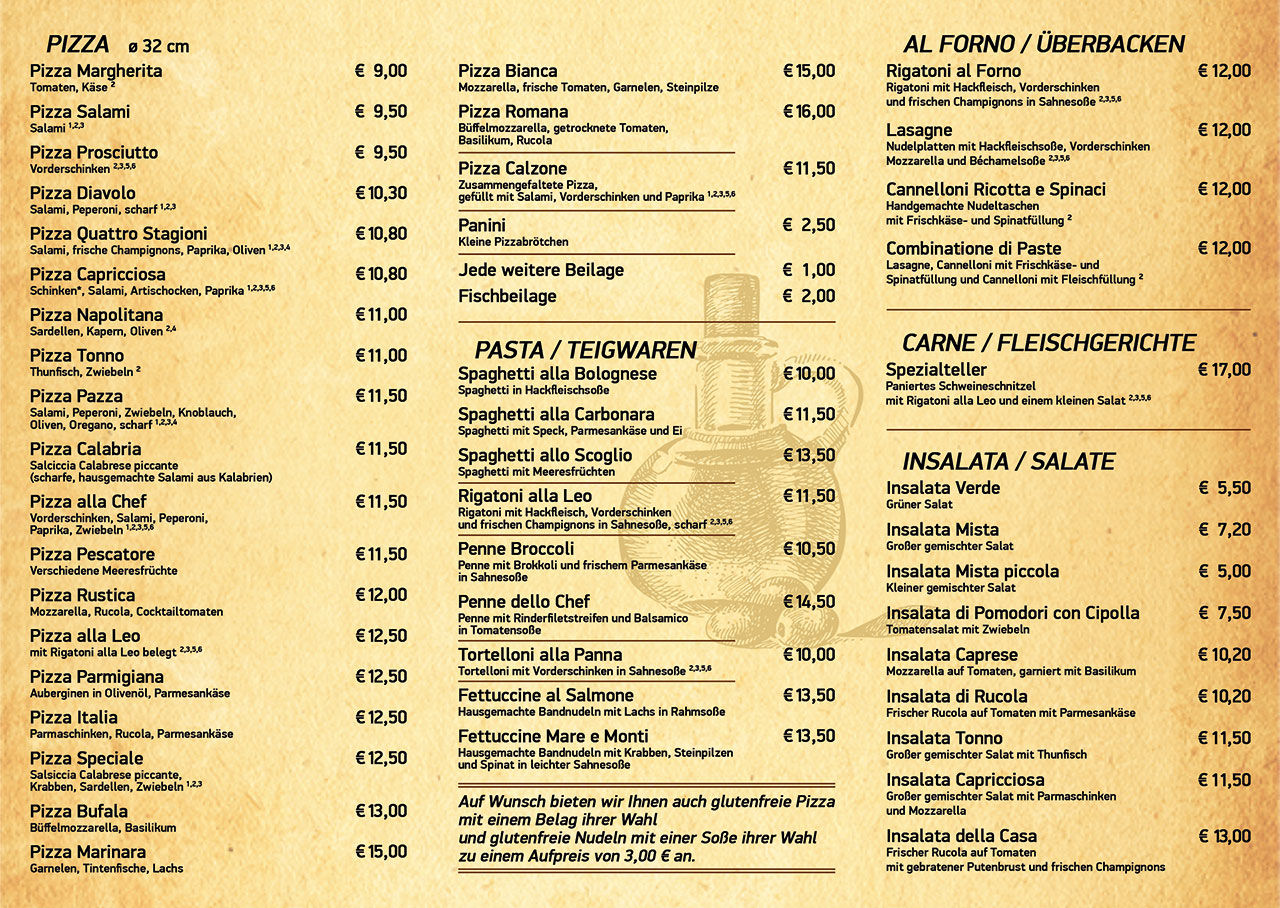 PIZZA ø 32 cm
Pizza Margherita € 9,00
Tomaten, Käse ²
Pizza Salami € 9,50
Salami ¹,²,³
Pizza Prosciutto € 9,50
Vorderschinken ²,³,⁵,⁶
Pizza Diavolo € 10,30
Salami, Peperoni, scharf ¹,²,³
Pizza Quattro Stagioni € 10,80
Salami, frische Champignons, Paprika, Oliven ¹,²,³,⁴
Pizza Capricciosa € 10,80
Schinken*, Salami, Artischocken, Paprika ¹,²,³,⁵,⁶
Pizza Napolitana € 11,00
Sardellen, Kapern, Oliven ²,⁴
Pizza Tonno € 11,00
Thunfisch, Zwiebeln ²
Pizza Pazza € 11,50
Salami, Peperoni, Zwiebeln, Knoblauch,
Oliven, Oregano, scharf ¹,²,³,⁴
Pizza Calabria € 11,50
Salciccia Calabrese piccante
(scharfe, hausgemachte Salami aus Kalabrien)
Pizza alla Chef € 11,50
Vorderschinken, Salami, Peperoni,
Paprika, Zwiebeln ¹,²,³,⁵,⁶
Pizza Pescatore € 11,50
Verschiedene Meeresfrüchte
Pizza Rustica € 12,00
Mozzarella, Rucola, Cocktailtomaten
Pizza alla Leo € 12,50
mit Rigatoni alla Leo belegt ²,³,⁵,⁶
Pizza Parmigiana € 12,50
Auberginen in Olivenöl, Parmesankäse
Pizza Italia € 12,50
Parmaschinken, Rucola, Parmesankäse
Pizza Speciale € 12,50
Salsiccia Calabrese piccante,
Krabben, Sardellen, Zwiebeln ¹,²,³
Pizza Bufala € 13,00
Büffelmozzarella, Basilikum
Pizza Marinara € 15,00
Garnelen, Tintenfische, Lachs
Pizza Bianca € 15,00
Mozzarella, frische Tomaten, Garnelen, Steinpilze
Pizza Romana € 16,00
Büffelmozzarella, getrocknete Tomaten,
Basilikum, Rucola
Pizza Calzone € 11,50
Zusammengefaltete Pizza,
gefüllt mit Salami, Vorderschinken und Paprika ¹,²,³,⁵,⁶
Panini € 2,50
Kleine Pizzabrötchen
Jede weitere Beilage € 1,00
Fischbeilage € 2,00
PASTA / TEIGWAREN
Spaghetti alla Bolognese € 10,00
Spaghetti in Hackfleischsoße
Spaghetti alla Carbonara € 11,50
Spaghetti mit Speck, Parmesankäse und Ei
Spaghetti allo Scoglio € 13,50
Spaghetti mit Meeresfrüchten
Rigatoni alla Leo € 11,50
Rigatoni mit Hackfleisch, Vorderschinken
und frischen Champignons in Sahnesoße, scharf ²,³,⁵,⁶
Penne Broccoli € 10,50
Penne mit Brokkoli und frischem Parmesankäse
in Sahnesoße
Penne dello Chef € 14,50
Penne mit Rinderfiletstreifen und Balsamico
in Tomatensoße
Tortelloni alla Panna € 10,00
Tortelloni mit Vorderschinken in Sahnesoße ²,³,⁵,⁶
Fettuccine al Salmone € 13,50
Hausgemachte Bandnudeln mit Lachs in Rahmsoße
Fettuccine Mare e Monti € 13,50
Hausgemachte Bandnudeln mit Krabben, Steinpilzen
und Spinat in leichter Sahnesoße
Auf Wunsch bieten wir Ihnen auch glutenfreie Pizza
mit einem Belag ihrer Wahl
und glutenfreie Nudeln mit einer Soße ihrer Wahl
zu einem Aufpreis von 3,00 € an.
AL FORNO / ÜBERBACKEN
Rigatoni al Forno € 12,00
Rigatoni mit Hackfleisch, Vorderschinken
und frischen Champignons in Sahnesoße ²,³,⁵,⁶
Lasagne € 12,00
Nudelplatten mit Hackfleischsoße, Vorderschinken
Mozzarella und Béchamelsoße ²,³,⁵,⁶
Cannelloni Ricotta e Spinaci € 12,00
Handgemachte Nudeltaschen
mit Frischkäse- und Spinatfüllung ²
Combinatione di Paste € 12,00
Lasagne, Cannelloni mit Frischkäse- und
Spinatfüllung und Cannelloni mit Fleischfüllung ²
CARNE / FLEISCHGERICHTE
Spezialteller € 17,00
Paniertes Schweineschnitzel
mit Rigatoni alla Leo und einem kleinen Salat ²,³,⁵,⁶
INSALATA / SALATE
Insalata Verde € 5,50
Grüner Salat
Insalata Mista € 7,20
Großer gemischter Salat
Insalata Mista piccola € 5,00
Kleiner gemischter Salat
Insalata di Pomodori con Cipolla € 7,50
Tomatensalat mit Zwiebeln
Insalata Caprese € 10,20
Mozzarella auf Tomaten, garniert mit Basilikum
Insalata di Rucola € 10,20
Frischer Rucola auf Tomaten mit Parmesankäse
Insalata Tonno € 11,50
Großer gemischter Salat mit Thunfisch
Insalata Capricciosa € 11,50
Großer gemischter Salat mit Parmaschinken
und Mozzarella
Insalata della Casa € 13,00
Frischer Rucola auf Tomaten
mit gebratener Putenbrust und frischen Champignons